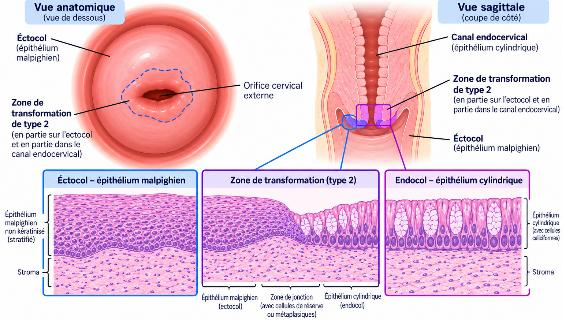 Vue anatomique
(vue de dessous)
Éctocol
(épithélium
malpighien)
Zone de
transformation
de type 2
(en partie sur l'ectocol
et en partie dans le
canal endocervical)
Orifice cervical
externe
Vue sagittale
(coupe de côté)
Canal endocervical
(épithélium cylindrique)
Zone de transformation
de type 2
(en partie sur l'ectocol et en
partie dans le canal endocervical)
Éctocol
(épithélium malpighien)
Éctocol – épithélium malpighien
Zone de transformation (type 2)
Endocol – épithélium cylindrique
Épithélium
malpighien
non kératinisé
(stratifié)
Stroma
Épithélium
cylindrique
(avec cellules
caliciformes)
Stroma
Épithélium malpighien
(ectocol)
Zone de jonction
(avec cellules de réserve
ou métaplasiques)
Épithélium cylindrique
(endocol)